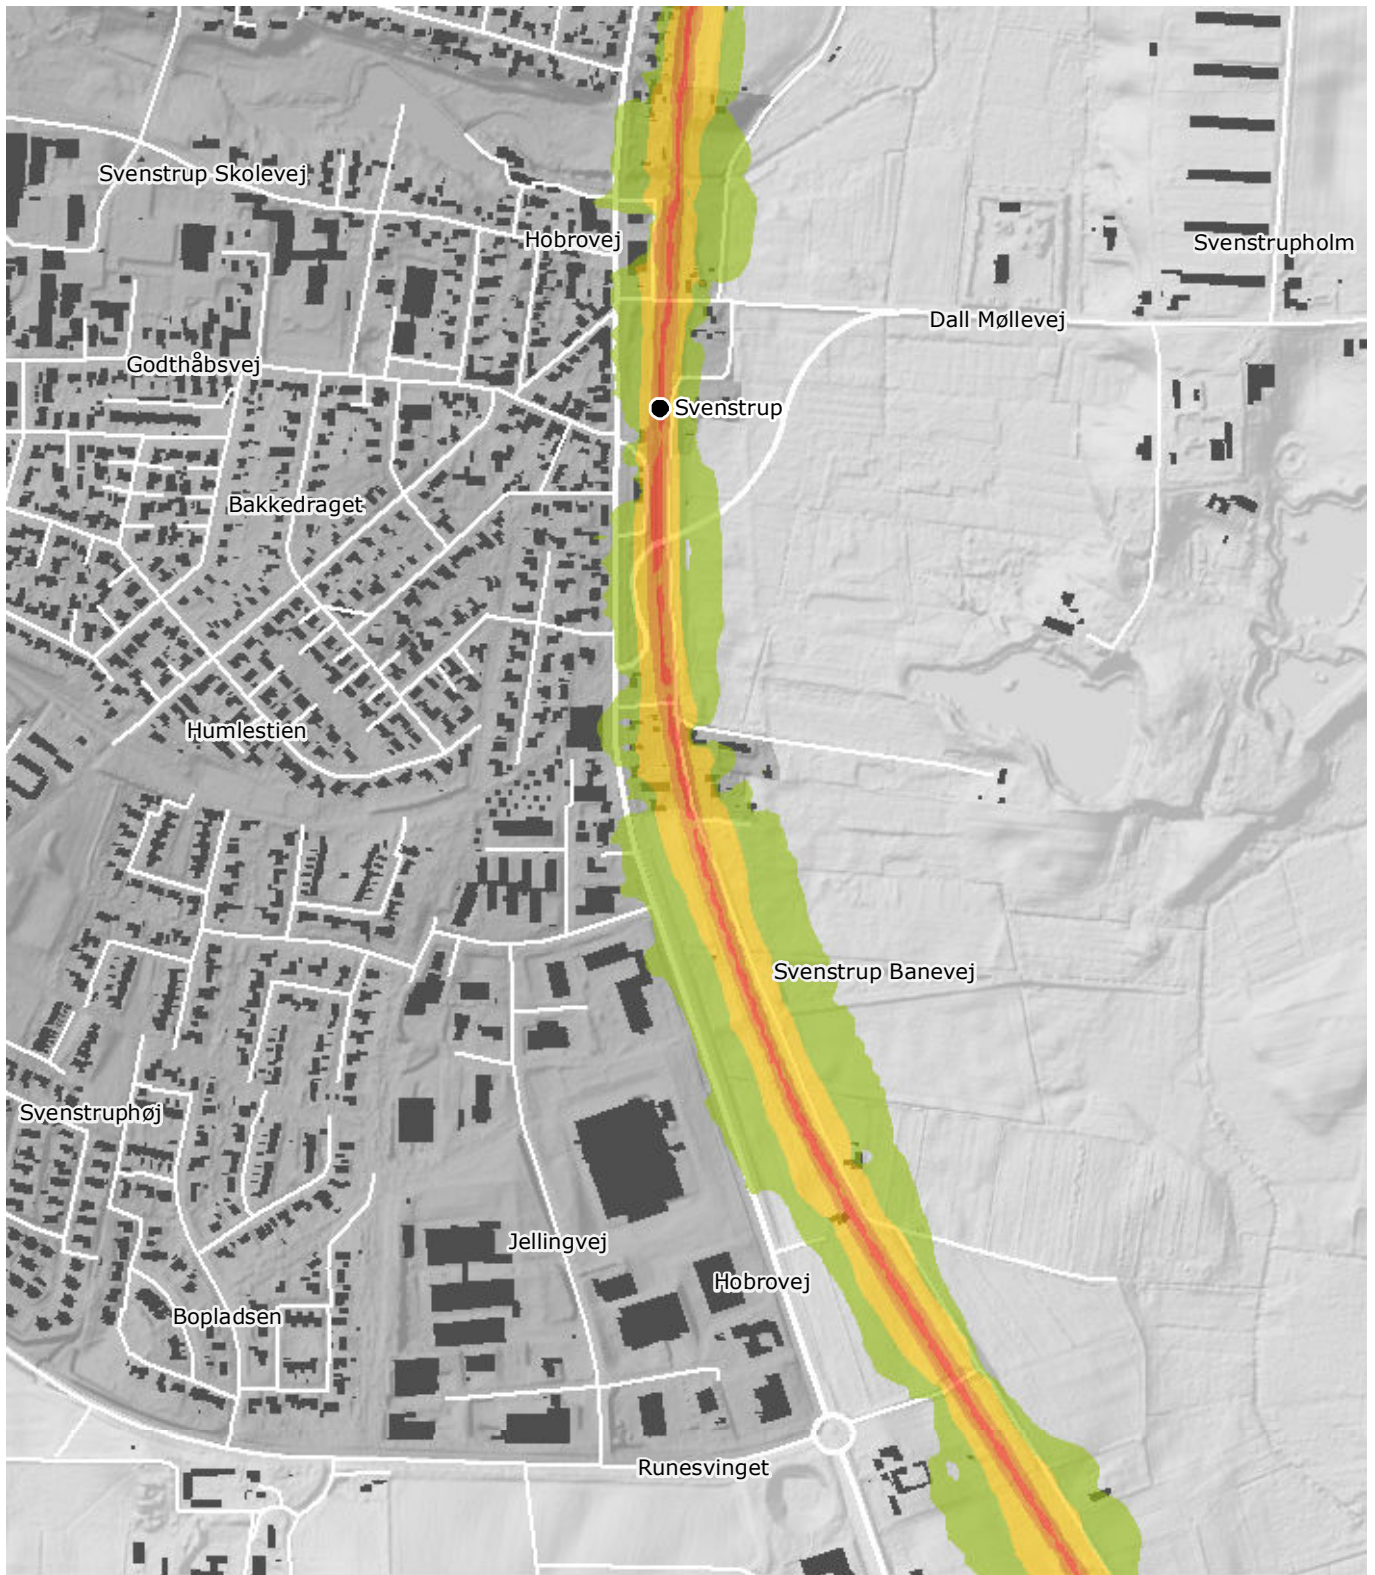 Svenstrup Skolevej
Hobrovej
Svenstrupholm
Dall Møllevej
Godthåbsvej
Svenstrup
Bakkedraget
Humlestien
Svenstrup Banevej
Svenstruphøj
Jellingvej
Hobrovej
Bopladsen
Runesvinget